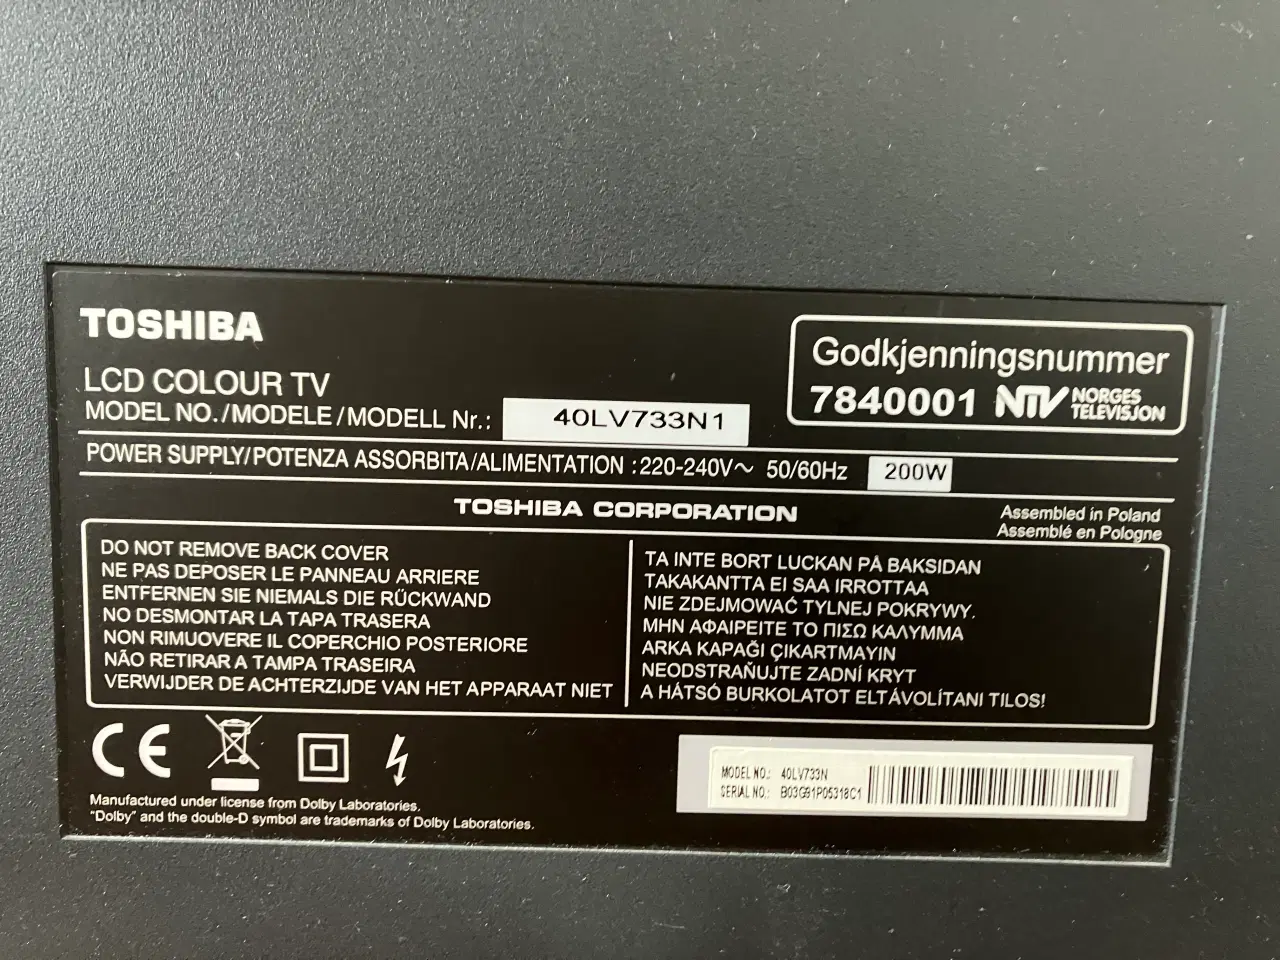 TOSHIBA
LCD COLOUR TV
MODEL NO./MODELE/MODELL Nr.: 40LV733N1
Godkjenningsnummer
7840001 NTV NORGES
TELEVISJON
POWER SUPPLY/POTENZA ASSORBITA/ALIMENTATION :220-240V~ 50/60Hz 200W
TOSHIBA CORPORATION
Assembled in Poland
Assemblé en Pologne
DO NOT REMOVE BACK COVER
NE PAS DEPOSER LE PANNEAU ARRIERE
ENTFERNEN SIE NIEMALS DIE RÜCKWAND
NO DESMONTAR LA TAPA TRASERA
NON RIMUOVERE IL COPERCHIO POSTERIORE
NÃO RETIRAR A TAMPA TRASEIRA
VERWIJDER DE ACHTERZIJDE VAN HET APPARAAT NIET
TA INTE BORT LUCKAN PÅ BAKSIDAN
TAKAKANTTA EI SAA IRROTTAA
NIE ZDEJMOWAĆ TYLNEJ POKRYWY.
ΜΗΝ ΑΦΑΙΡΕΙΤΕ ΤΟ ΠΙΣΩ ΚΑΛΥΜΜΑ
ARKA KAPAĞI ÇIKARTMAYIN
NEODSTRAŇUJTE ZADNÍ KRYT
A HÁTSÓ BURKOLATOT ELTÁVOLÍTANI TILOS!
CE
Manufactured under license from Dolby Laboratories.
"Dolby" and the double-D symbol are trademarks of Dolby Laboratories.
MODEL NO.: 40LV733N
SERIAL NO.: B03G91P05318C1